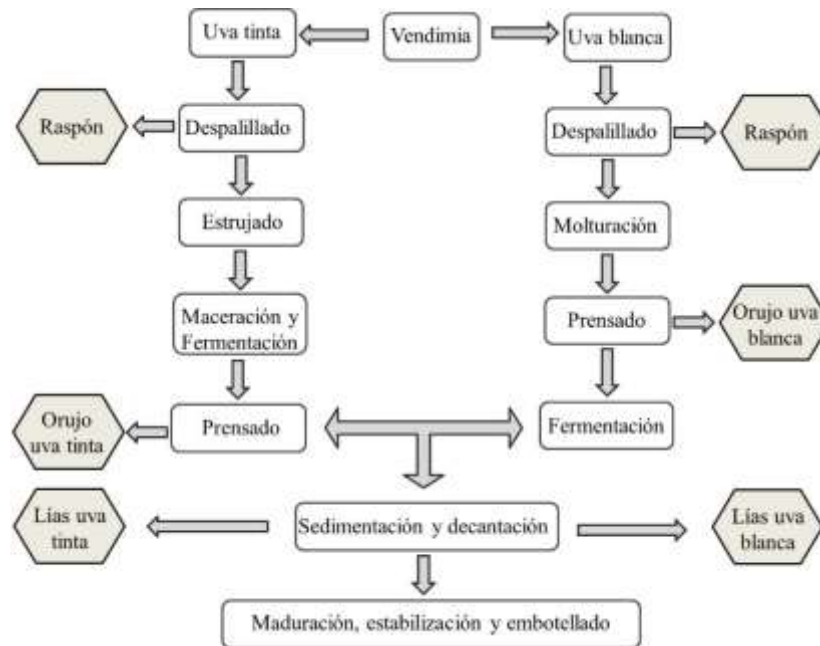 Uva tinta
Vendimia
Uva blanca
Raspón
Despalillado
Despalillado
Raspón
Estrujado
Molturación
Maceración y
Fermentación
Prensado
Orujo uva
blanca
Orujo
uva tinta
Prensado
Fermentación
Lías uva
tinta
Sedimentación y decantación
Lías uva
blanca
Maduración, estabilización y embotellado